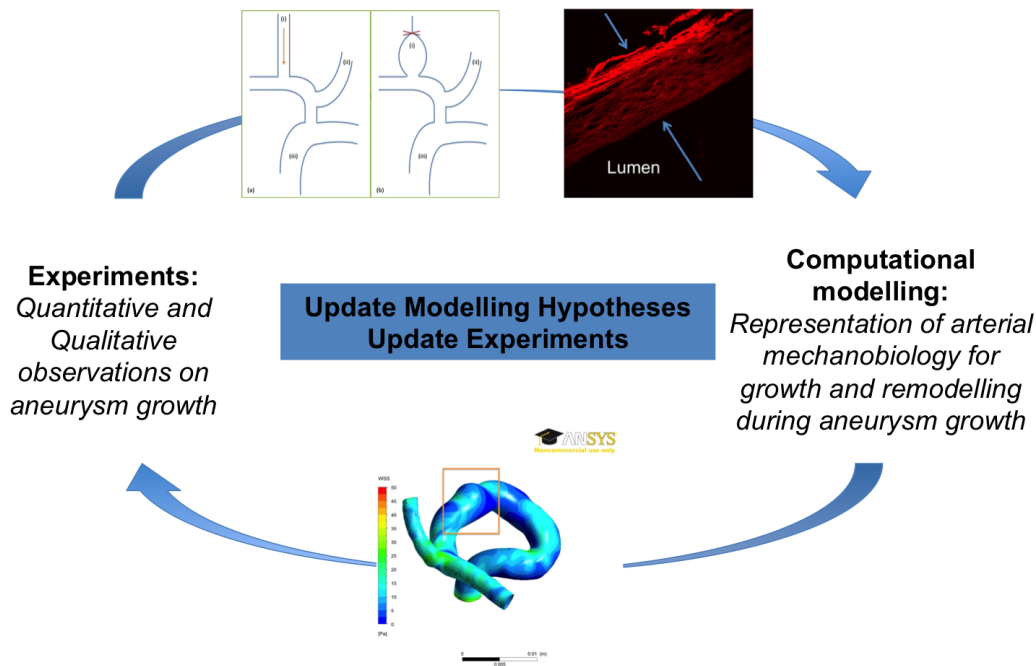 (i)
(ii)
(iii)
(a)
(i)
(ii)
(iii)
(b)
Lumen
Experiments:
Quantitative and
Qualitative
observations on
aneurysm growth
Update Modelling Hypotheses
Update Experiments
Computational
modelling:
Representation of arterial
mechanobiology for
growth and remodelling
during aneurysm growth
ANSYS
Noncommercial use only
WSS
50
45
40
35
30
25
20
15
10
5
0
[Pa]
0 0.01 (m)
0.005